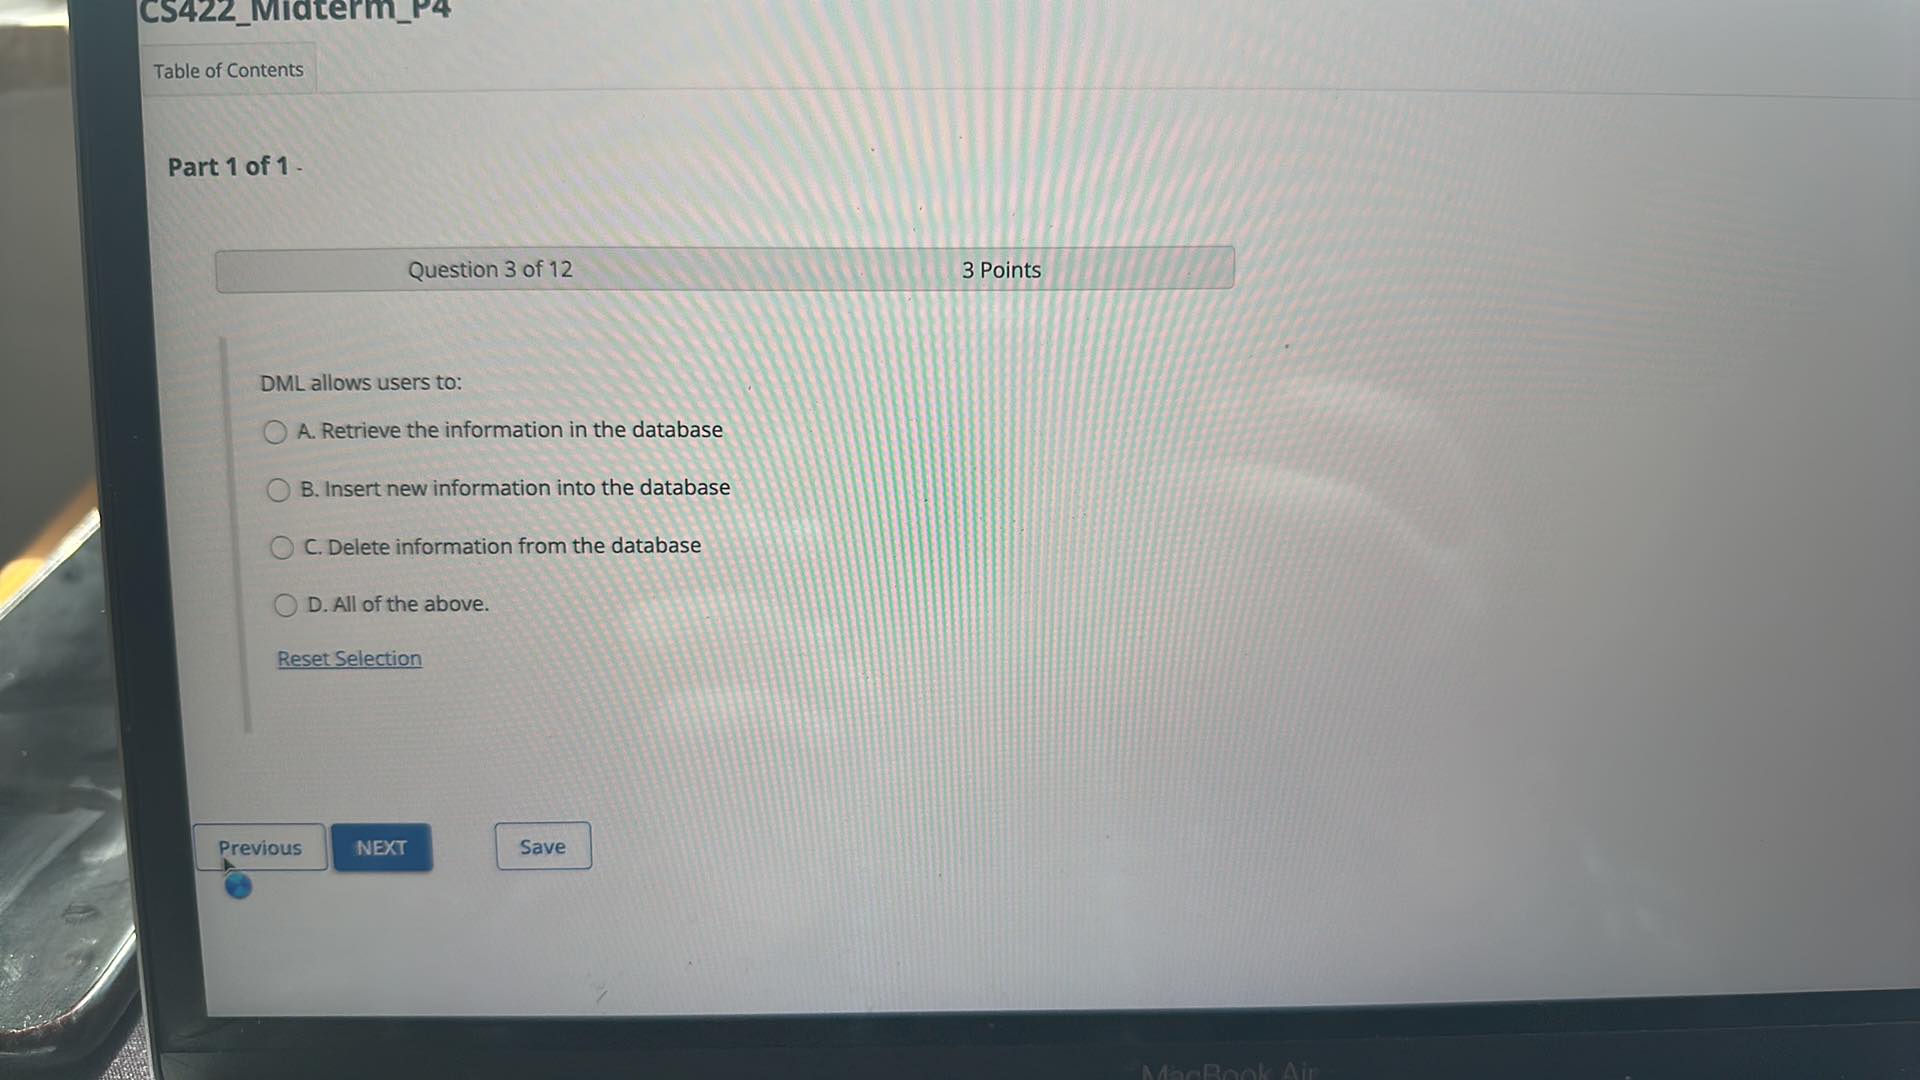 CS422_Midterm_P4
Table of Contents
Part 1 of 1 -
Question 3 of 12 3 Points
DML allows users to:
A. Retrieve the information in the database
B. Insert new information into the database
C. Delete information from the database
D. All of the above.
Reset Selection
Previous NEXT Save
MacBook Air